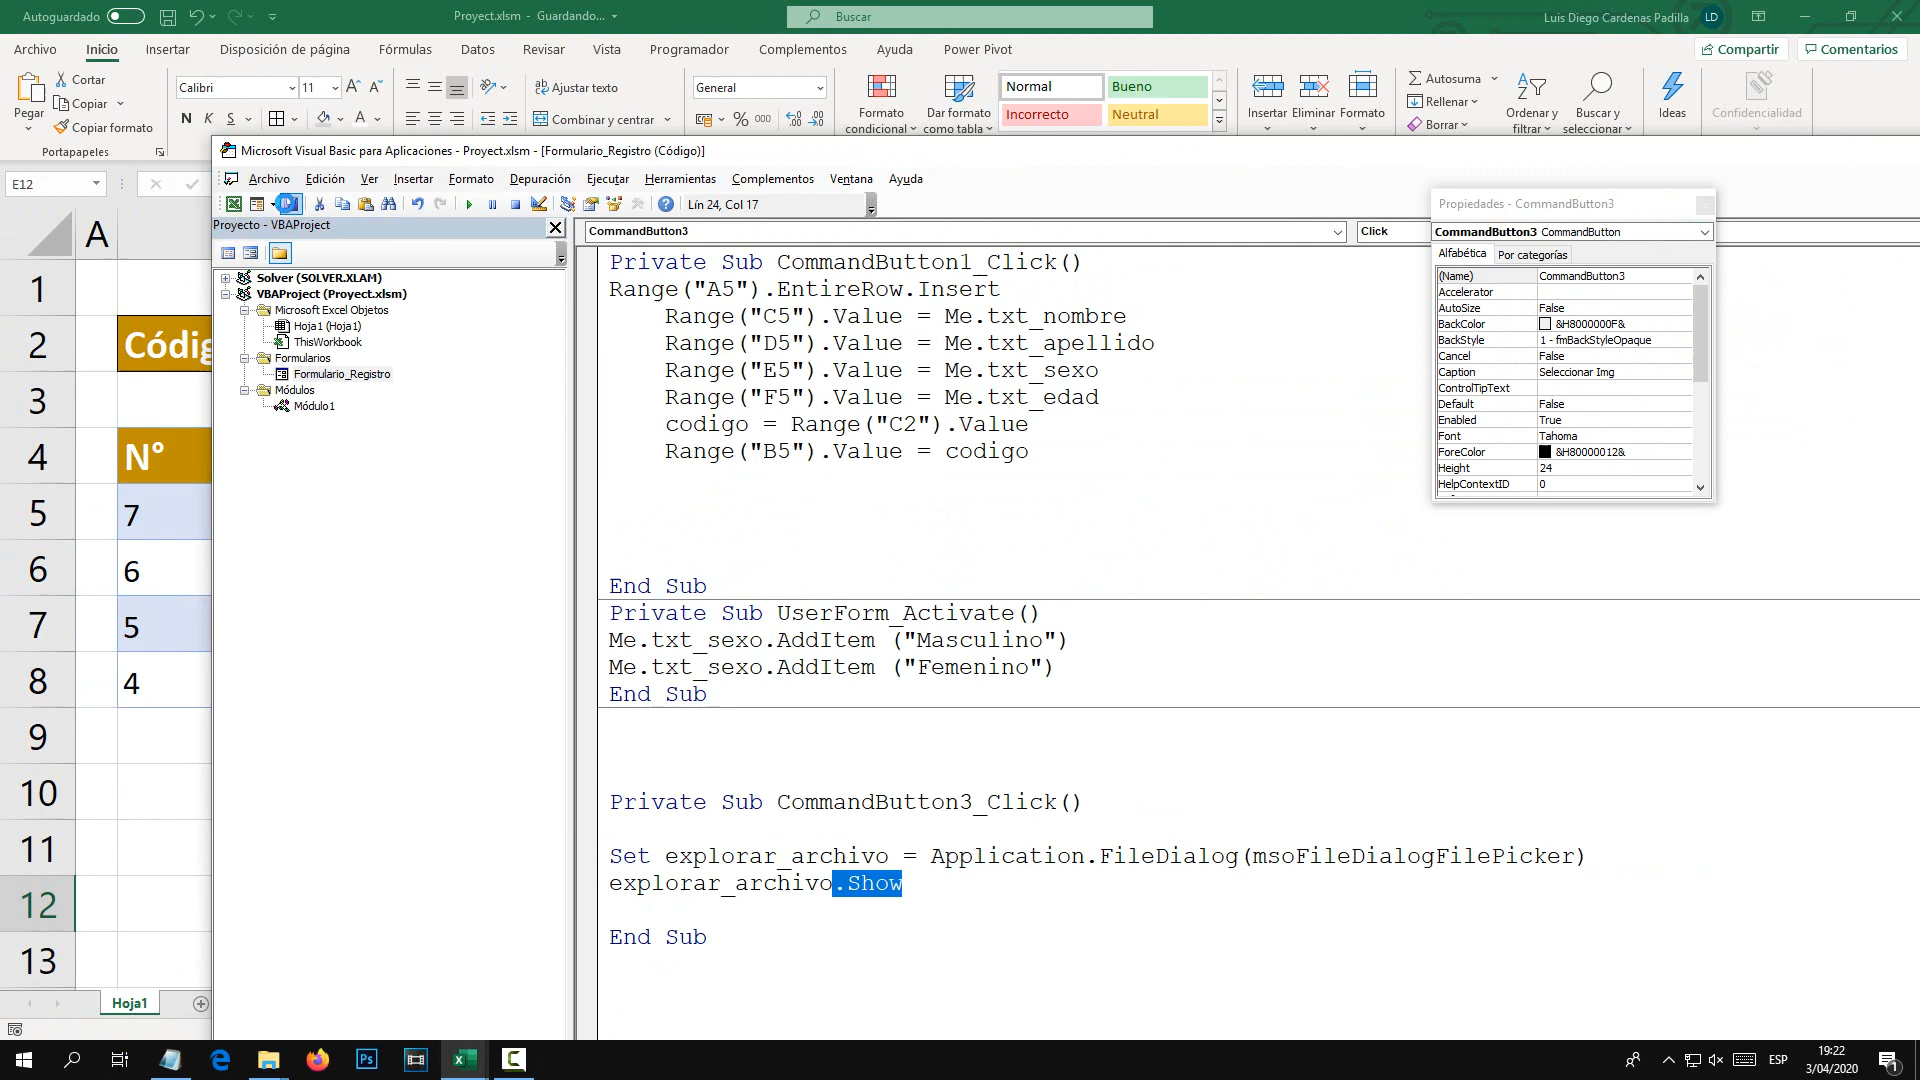 Autoguardado
Proyect.xlsm - Guardando...
Buscar
Luis Diego Cardenas Padilla
LD
Archivo
Inicio
Insertar
Disposición de página
Fórmulas
Datos
Revisar
Vista
Programador
Complementos
Ayuda
Power Pivot
Compartir
Comentarios
Pegar
Cortar
Copiar
Copiar formato
Portapapeles
Calibri
11
N K S
Ajustar texto
Combinar y centrar
General
% 000
Formato condicional
Dar formato como tabla
Normal
Bueno
Incorrecto
Neutral
Insertar
Eliminar
Formato
Autosuma
Rellenar
Borrar
Ordenar y filtrar
Buscar y seleccionar
Ideas
Confidencialidad
E12
Microsoft Visual Basic para Aplicaciones - Proyect.xlsm - [Formulario_Registro (Código)]
Archivo
Edición
Ver
Insertar
Formato
Depuración
Ejecutar
Herramientas
Complementos
Ventana
Ayuda
Lín 24, Col 17
Proyecto - VBAProject
Solver (SOLVER.XLAM)
VBAProject (Proyect.xlsm)
Microsoft Excel Objetos
Hoja1 (Hoja1)
ThisWorkbook
Formularios
Formulario_Registro
Módulos
Módulo1
CommandButton3
Click
Private Sub CommandButton1_Click()
Range("A5").EntireRow.Insert
Range("C5").Value = Me.txt_nombre
Range("D5").Value = Me.txt_apellido
Range("E5").Value = Me.txt_sexo
Range("F5").Value = Me.txt_edad
codigo = Range("C2").Value
Range("B5").Value = codigo
End Sub
Private Sub UserForm_Activate()
Me.txt_sexo.AddItem ("Masculino")
Me.txt_sexo.AddItem ("Femenino")
End Sub
Private Sub CommandButton3_Click()
Set explorar_archivo = Application.FileDialog(msoFileDialogFilePicker)
explorar_archivo.Show
End Sub
Propiedades - CommandButton3
CommandButton3 CommandButton
Alfabética
Por categorías
(Name) CommandButton3
Accelerator
AutoSize False
BackColor &H8000000F&
BackStyle 1 - fmBackStyleOpaque
Cancel False
Caption Seleccionar Img
ControlTipText
Default False
Enabled True
Font Tahoma
ForeColor &H80000012&
Height 24
HelpContextID 0
A
1
2 Códig
3
4 N°
5 7
6 6
7 5
8 4
9
10
11
12
13
Hoja1
Ps
ESP
19:22
3/04/2020
1